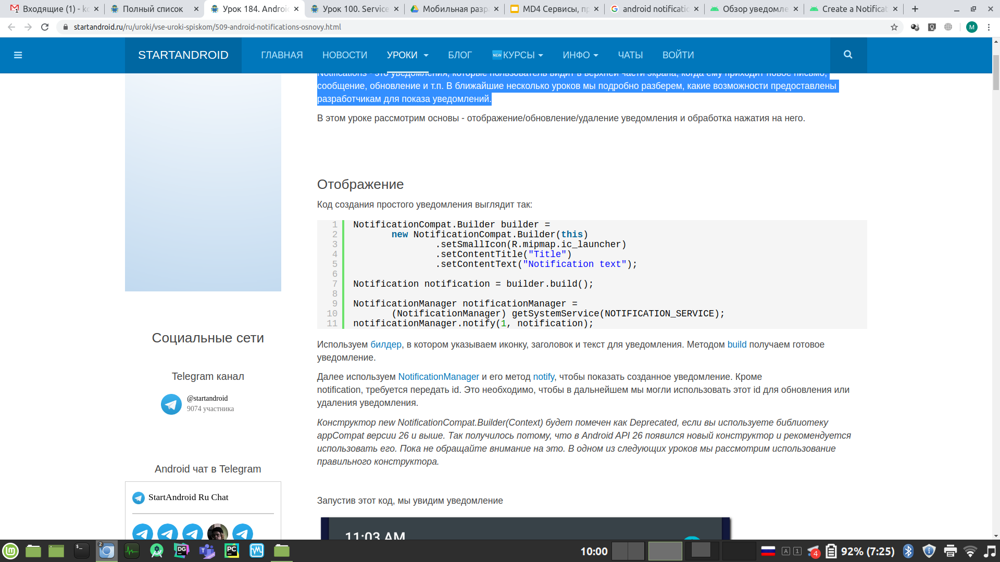 Входящие (1) - ko
Полный список
Урок 184. Androi
Урок 100. Service
Мобильная разр
MD4 Сервисы, пр
android notificatio
Обзор уведомле
Create a Notificat
startandroid.ru/ru/uroki/vse-uroki-spiskom/509-android-notifications-osnovy.html
M
STARTANDROID
ГЛАВНАЯ
НОВОСТИ
УРОКИ
БЛОГ
NEW КУРСЫ
ИНФО
ЧАТЫ
ВОЙТИ
Notifications - это уведомления, которые пользователь видит в верхней части экрана, когда ему приходит новое письмо,
сообщение, обновление и т.п. В ближайшие несколько уроков мы подробно разберем, какие возможности предоставлены
разработчикам для показа уведомлений.
В этом уроке рассмотрим основы - отображение/обновление/удаление уведомления и обработка нажатия на него.
Отображение
Код создания простого уведомления выглядит так:
1 NotificationCompat.Builder builder =
2 new NotificationCompat.Builder(this)
3 .setSmallIcon(R.mipmap.ic_launcher)
4 .setContentTitle("Title")
5 .setContentText("Notification text");
6
7 Notification notification = builder.build();
8
9 NotificationManager notificationManager =
10 (NotificationManager) getSystemService(NOTIFICATION_SERVICE);
11 notificationManager.notify(1, notification);
Используем билдер, в котором указываем иконку, заголовок и текст для уведомления. Методом build получаем готовое
уведомление.
Далее используем NotificationManager и его метод notify, чтобы показать созданное уведомление. Кроме
notification, требуется передать id. Это необходимо, чтобы в дальнейшем мы могли использовать этот id для обновления или
удаления уведомления.
Конструктор new NotificationCompat.Builder(Context) будет помечен как Deprecated, если вы используете библиотеку
appCompat версии 26 и выше. Так получилось потому, что в Android API 26 появился новый конструктор и рекомендуется
использовать его. Пока не обращайте внимание на это. В одном из следующих уроков мы рассмотрим использование
правильного конструктора.
Запустив этот код, мы увидим уведомление
11:03 AM
Социальные сети
Telegram канал
@startandroid
9074 участника
Android чат в Telegram
StartAndroid Ru Chat
2
DG
T
PC
10:00
A
1
4
92% (7:25)